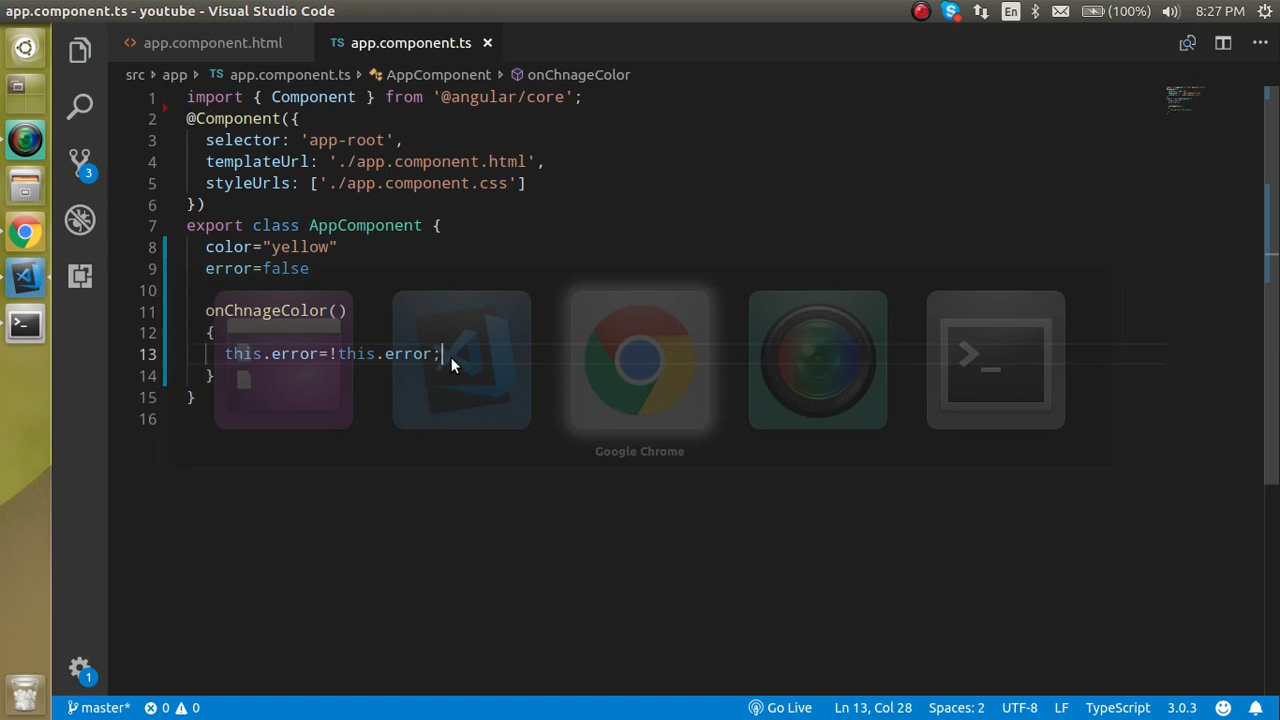 app.component.ts - youtube - Visual Studio Code
En
(100%)
8:27 PM
app.component.html
TS app.component.ts
src
app
TS app.component.ts
AppComponent
onChnageColor
1 import { Component } from '@angular/core';
2 @Component({
3 selector: 'app-root',
4 templateUrl: './app.component.html',
5 styleUrls: ['./app.component.css']
6 })
7 export class AppComponent {
8 color="yellow"
9 error=false
10
11 onChnageColor()
12 {
13 this.error=!this.error;
14 }
15 }
16
Google Chrome
3
1
master*
0
0
Go Live
Ln 13, Col 28
Spaces: 2
UTF-8
LF
TypeScript
3.0.3